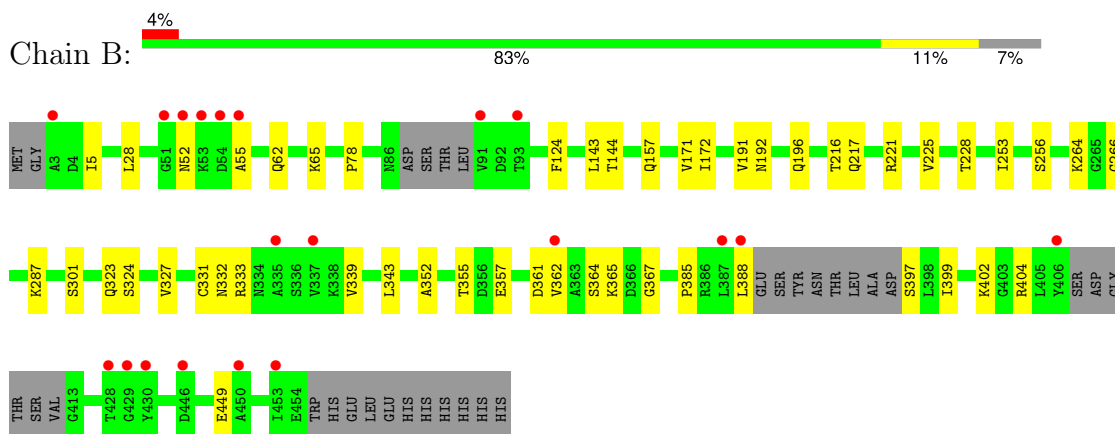 4%
Chain B:
83% 11% 7%
MET GLY A3 D4 I5 L28 G51 N52 K53 D54 A55 Q62 K65 P78 N86 ASP SER THR LEU V91 D92 T93 F124 L143 T144 Q157 V171 I172 V191 N192 Q196 T216 Q217 R221 V225 T228 I253 S256 K264 G265 G266
K287 S301 Q323 S324 V327 C331 N332 R333 N334 A335 S336 V337 K338 V339 L343 A352 T355 D356 E357 D361 V362 A363 S364 K365 D366 G367 P385 R386 L387 L388 GLU SER TYR ASN THR LEU ALA ASP S397 L398 I399 K402 G403 R404 L405 Y406 SER ASP GLY
THR SER VAL G413 T428 G429 Y430 D446 E449 A450 I453 E454 TRP HIS GLU LEU GLU HIS HIS HIS HIS HIS HIS